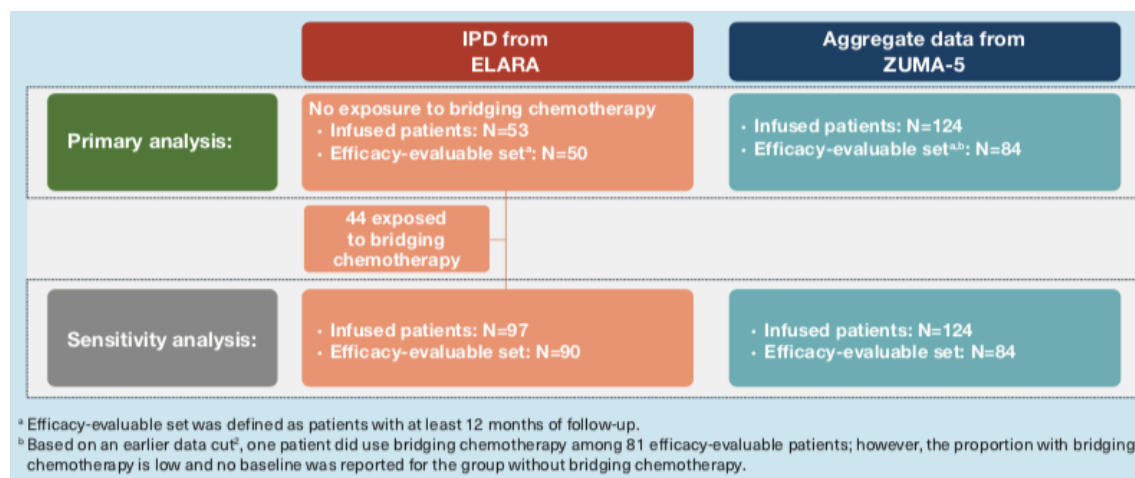 IPD from
ELARA
Aggregate data from
ZUMA-5
Primary analysis:
No exposure to bridging chemotherapy
• Infused patients: N=53
• Efficacy-evaluable setᵃ: N=50
• Infused patients: N=124
• Efficacy-evaluable setᵃ,ᵇ: N=84
44 exposed
to bridging
chemotherapy
Sensitivity analysis:
• Infused patients: N=97
• Efficacy-evaluable set: N=90
• Infused patients: N=124
• Efficacy-evaluable set: N=84
ᵃ Efficacy-evaluable set was defined as patients with at least 12 months of follow-up.
ᵇ Based on an earlier data cut², one patient did use bridging chemotherapy among 81 efficacy-evaluable patients; however, the proportion with bridging
chemotherapy is low and no baseline was reported for the group without bridging chemotherapy.